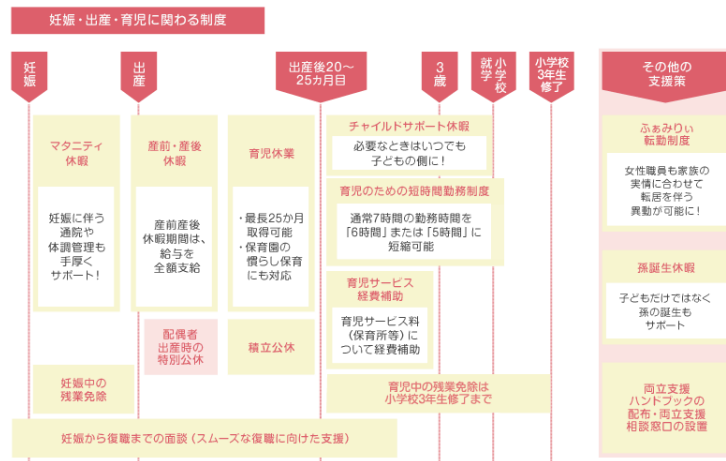 妊娠・出産・育児に関わる制度
妊娠
出産
出産後20〜
25カ月目
3歳
小学校
就学
小学校
3年生
修了
その他の
支援策
マタニティ
休暇
妊娠に伴う
通院や
体調管理も
手厚く
サポート!
産前・産後
休暇
産前産後
休暇期間は、
給与を
全額支給
育児休業
・最長25か月
取得可能
・保育園の
慣らし保育
にも対応
チャイルドサポート休暇
必要なときはいつでも
子どもの側に!
育児のための短時間勤務制度
通常7時間の勤務時間を
「6時間」または「5時間」に
短縮可能
育児サービス
経費補助
育児サービス料
(保育所等)に
ついて経費補助
配偶者
出産時の
特別公休
積立公休
妊娠中の
残業免除
育児中の残業免除は
小学校3年生修了まで
妊娠から復職までの面談(スムーズな復職に向けた支援)
ふぁみりぃ
転勤制度
女性職員も家族の
実情に合わせて
転居を伴う
異動が可能に!
孫誕生休暇
子どもだけではなく
孫の誕生も
サポート
両立支援
ハンドブックの
配布・両立支援
相談窓口の設置